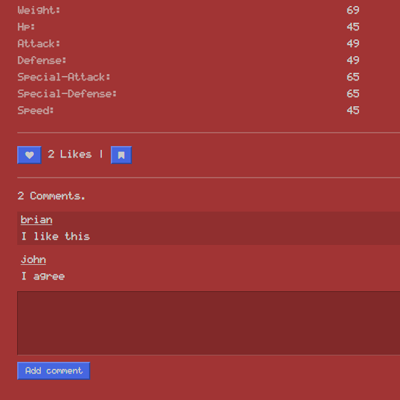 Weight: 69
Hp: 45
Attack: 49
Defense: 49
Special-Attack: 65
Special-Defense: 65
Speed: 45
2 Likes |
2 Comments.
brian
I like this
john
I agree
Add comment